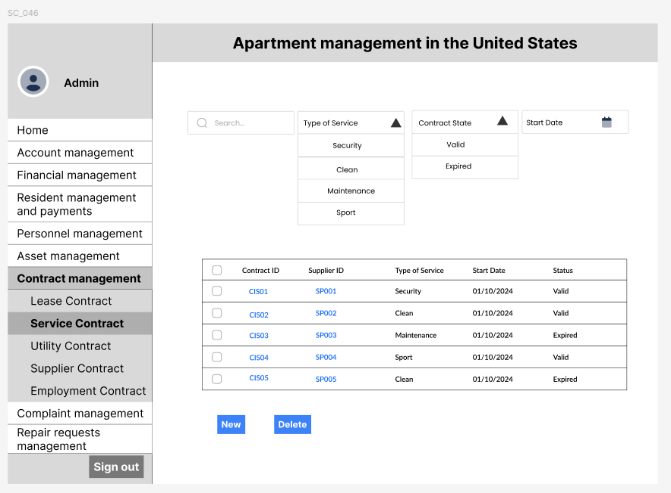 SC_046
Apartment management in the United States
Admin
Home
Account management
Financial management
Resident management
and payments
Personnel management
Asset management
Contract management
Lease Contract
Service Contract
Utility Contract
Supplier Contract
Employment Contract
Complaint management
Repair requests
management
Sign out
Search...
Type of Service
Security
Clean
Maintenance
Sport
Contract State
Valid
Expired
Start Date
Contract ID Supplier ID Type of Service Start Date Status
CIS01 SP001 Security 01/10/2024 Valid
CIS02 SP002 Clean 01/10/2024 Valid
CIS03 SP003 Maintenance 01/10/2024 Expired
CIS04 SP004 Sport 01/10/2024 Valid
CIS05 SP005 Clean 01/10/2024 Expired
New Delete